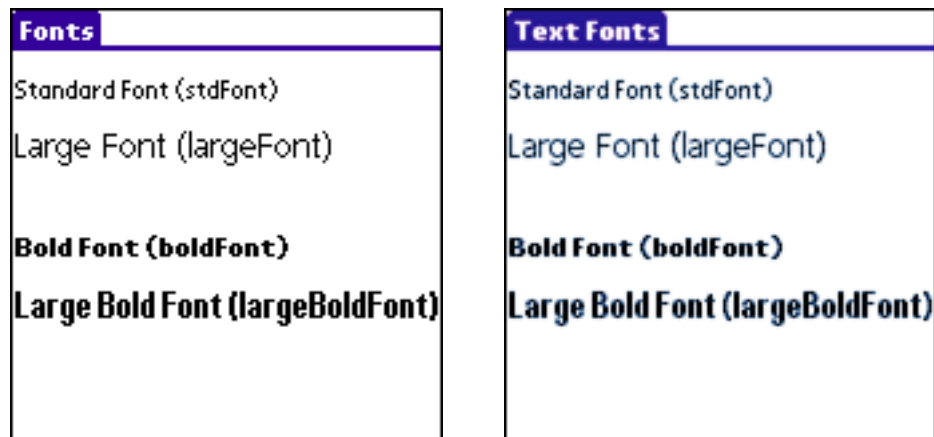 Fonts
Standard Font (stdFont)
Large Font (largeFont)
Bold Font (boldFont)
Large Bold Font (largeBoldFont)
Text Fonts
Standard Font (stdFont)
Large Font (largeFont)
Bold Font (boldFont)
Large Bold Font (largeBoldFont)